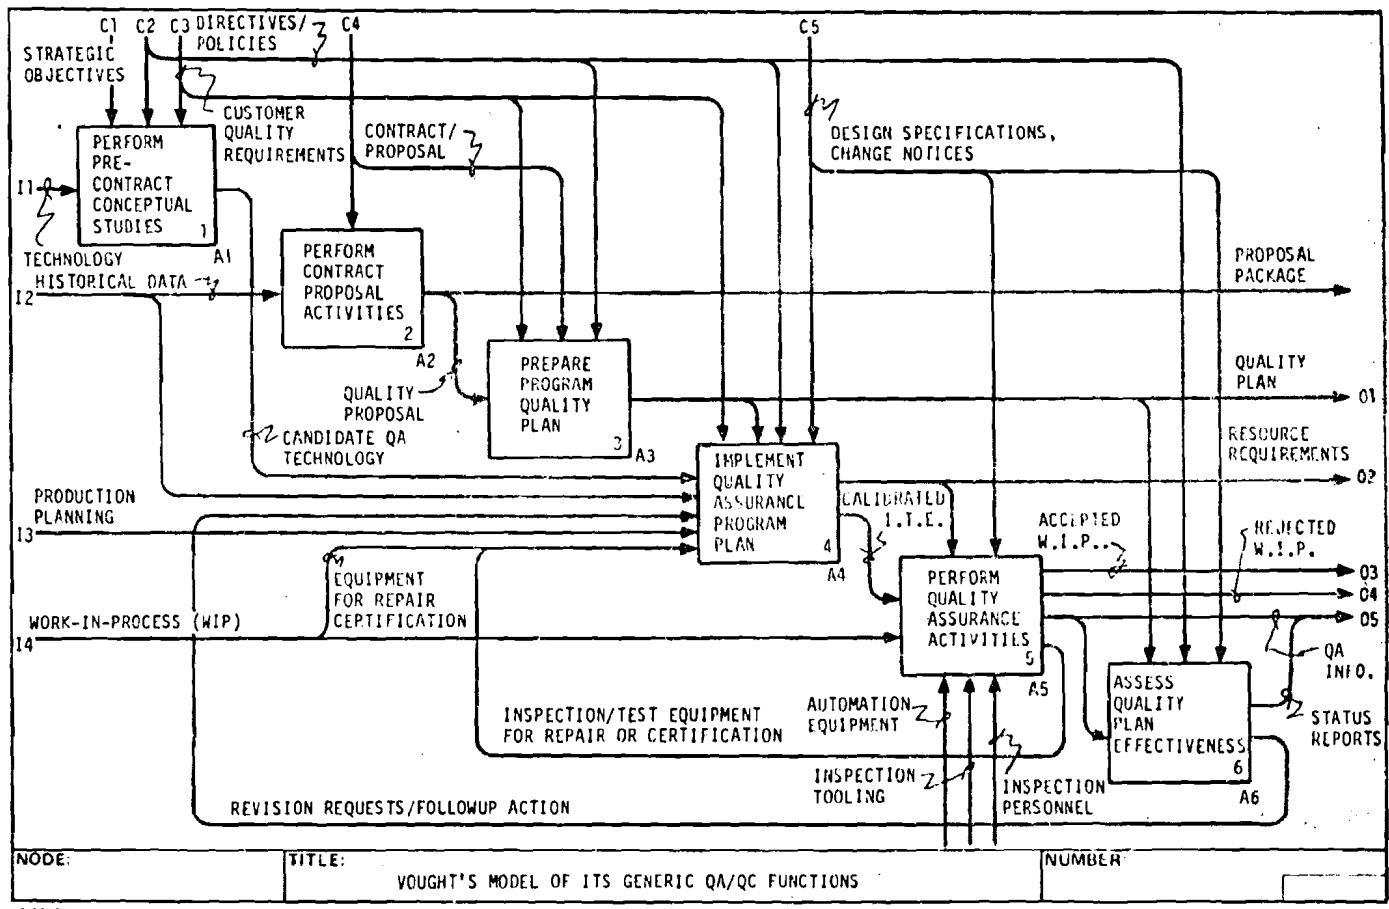 C1 C2 C3 DIRECTIVES/
POLICIES
C4
C5
STRATEGIC
OBJECTIVES
CUSTOMER
QUALITY
REQUIREMENTS
CONTRACT/
PROPOSAL
DESIGN SPECIFICATIONS,
CHANGE NOTICES
PERFORM
PRE-
CONTRACT
CONCEPTUAL
STUDIES
1
A1
I1
TECHNOLOGY
HISTORICAL DATA
I2
PERFORM
CONTRACT
PROPOSAL
ACTIVITIES
2
A2
PROPOSAL
PACKAGE
QUALITY
PROPOSAL
PREPARE
PROGRAM
QUALITY
PLAN
3
A3
QUALITY
PLAN
O1
CANDIDATE QA
TECHNOLOGY
RESOURCE
REQUIREMENTS
O2
PRODUCTION
PLANNING
I3
IMPLEMENT
QUALITY
ASSURANCE
PROGRAM
PLAN
4
A4
CALIBRATED
I.T.E.
ACCEPTED
W.I.P..
REJECTED
W.I.P.
O3
O4
O5
EQUIPMENT
FOR REPAIR
CERTIFICATION
WORK-IN-PROCESS (WIP)
I4
PERFORM
QUALITY
ASSURANCE
ACTIVITIES
5
A5
QA
INFO.
INSPECTION/TEST EQUIPMENT
FOR REPAIR OR CERTIFICATION
AUTOMATION
EQUIPMENT
INSPECTION
TOOLING
INSPECTION
PERSONNEL
ASSESS
QUALITY
PLAN
EFFECTIVENESS
6
A6
STATUS
REPORTS
REVISION REQUESTS/FOLLOWUP ACTION
NODE:
TITLE:
VOUGHT'S MODEL OF ITS GENERIC QA/QC FUNCTIONS
NUMBER